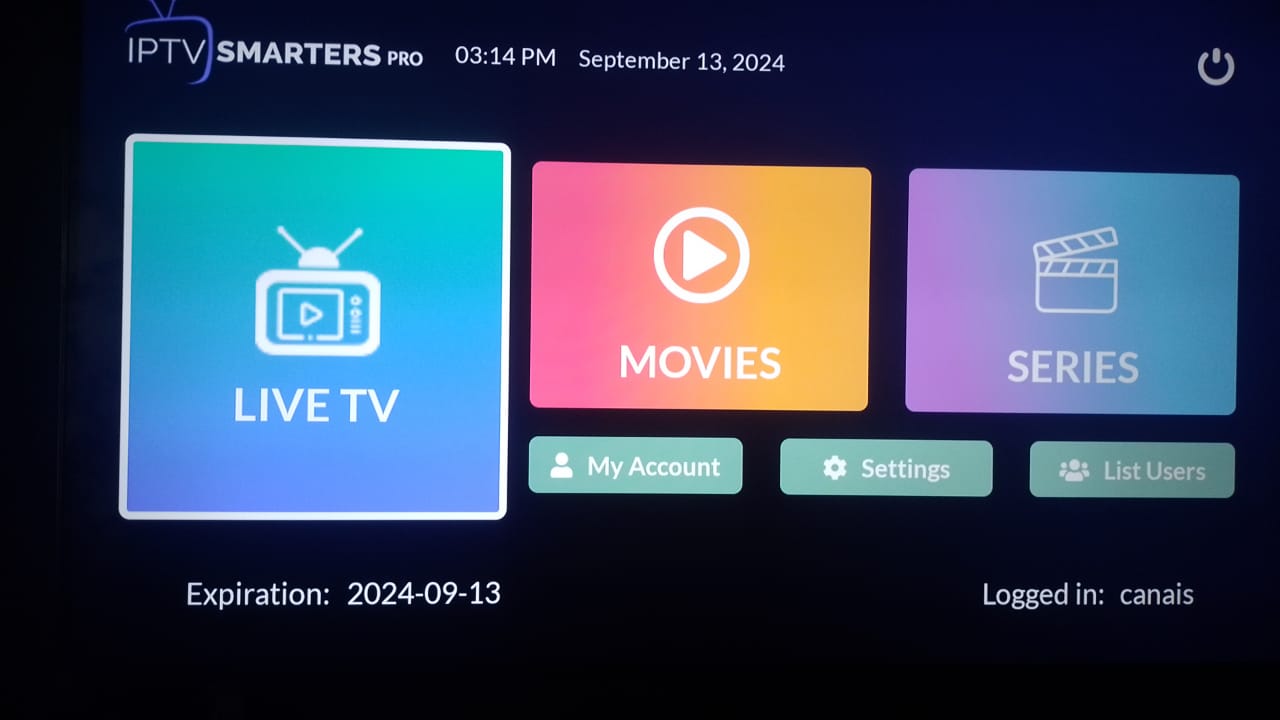 IPTV SMARTERS PRO 03:14 PM September 13, 2024
LIVE TV
MOVIES
SERIES
My Account
Settings
List Users
Expiration: 2024-09-13
Logged in: canais